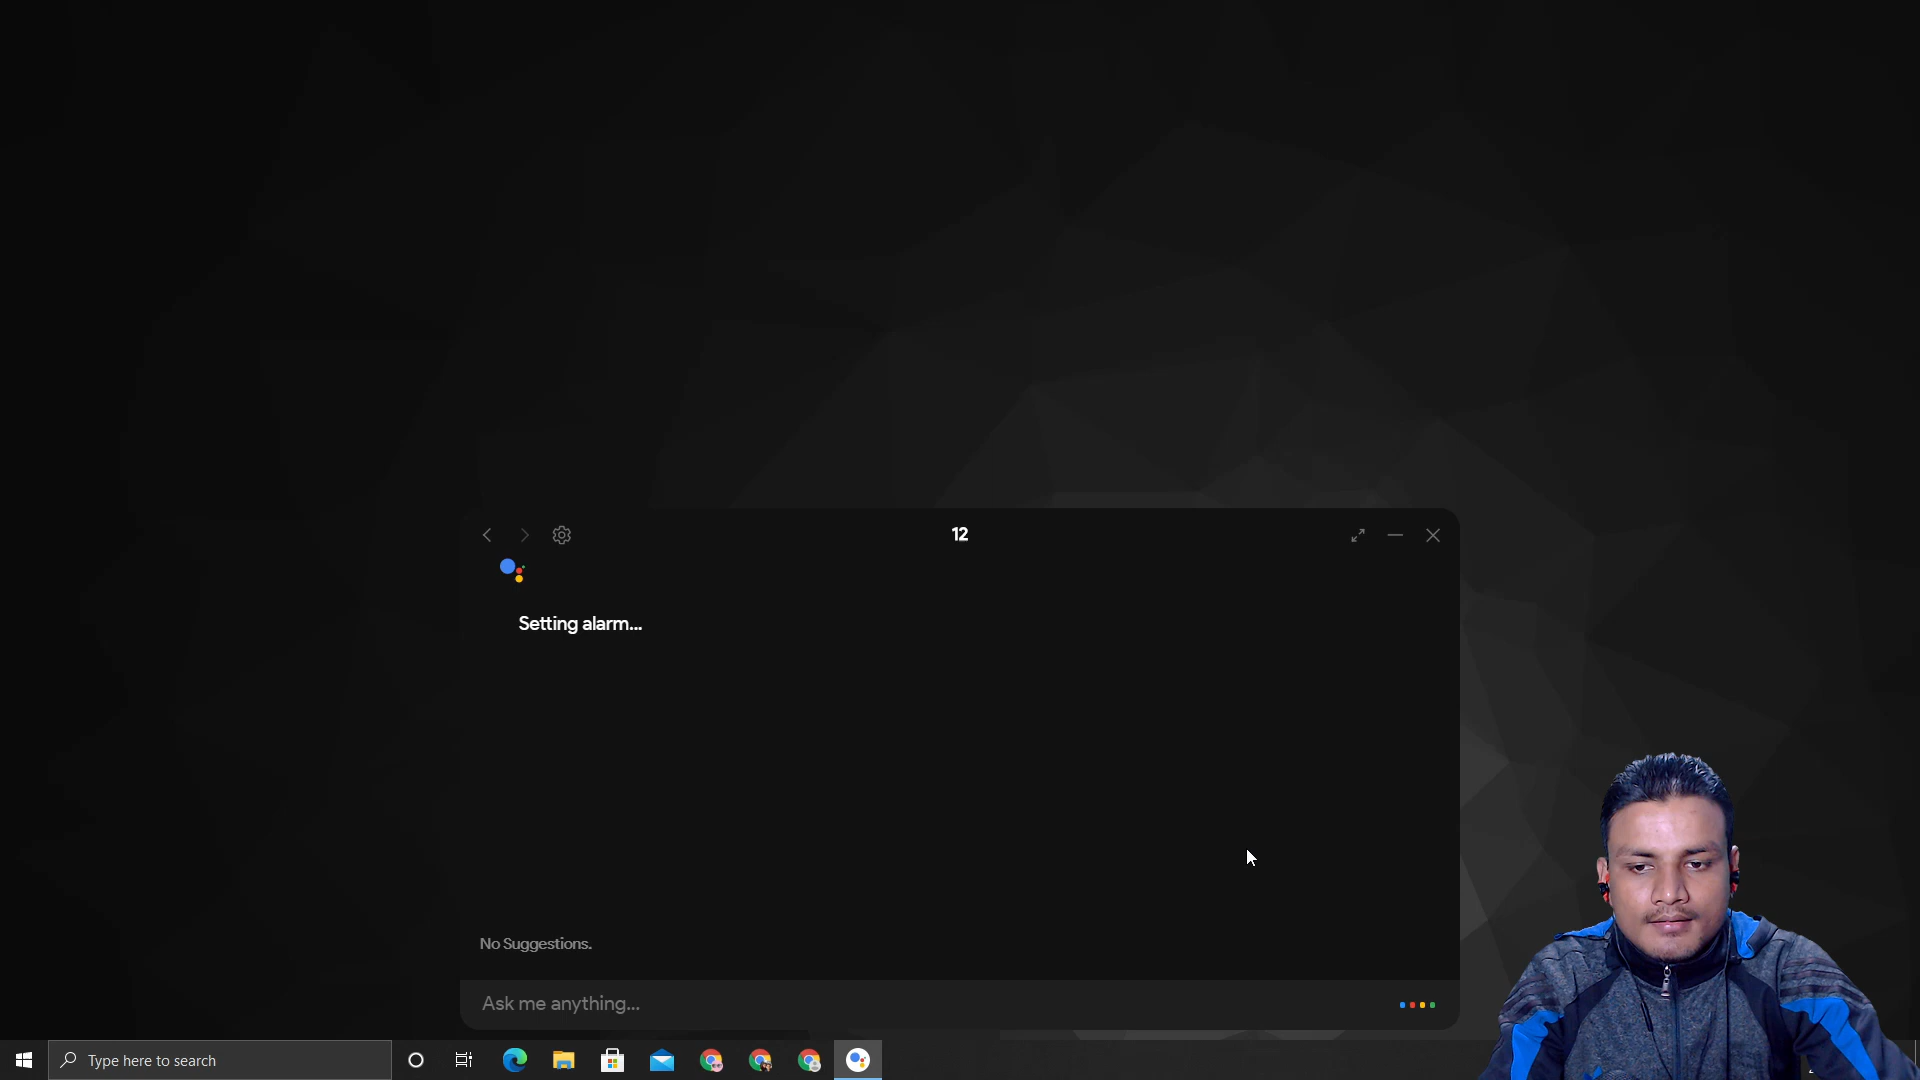 12
Setting alarm...
No Suggestions.
Ask me anything...
Type here to search